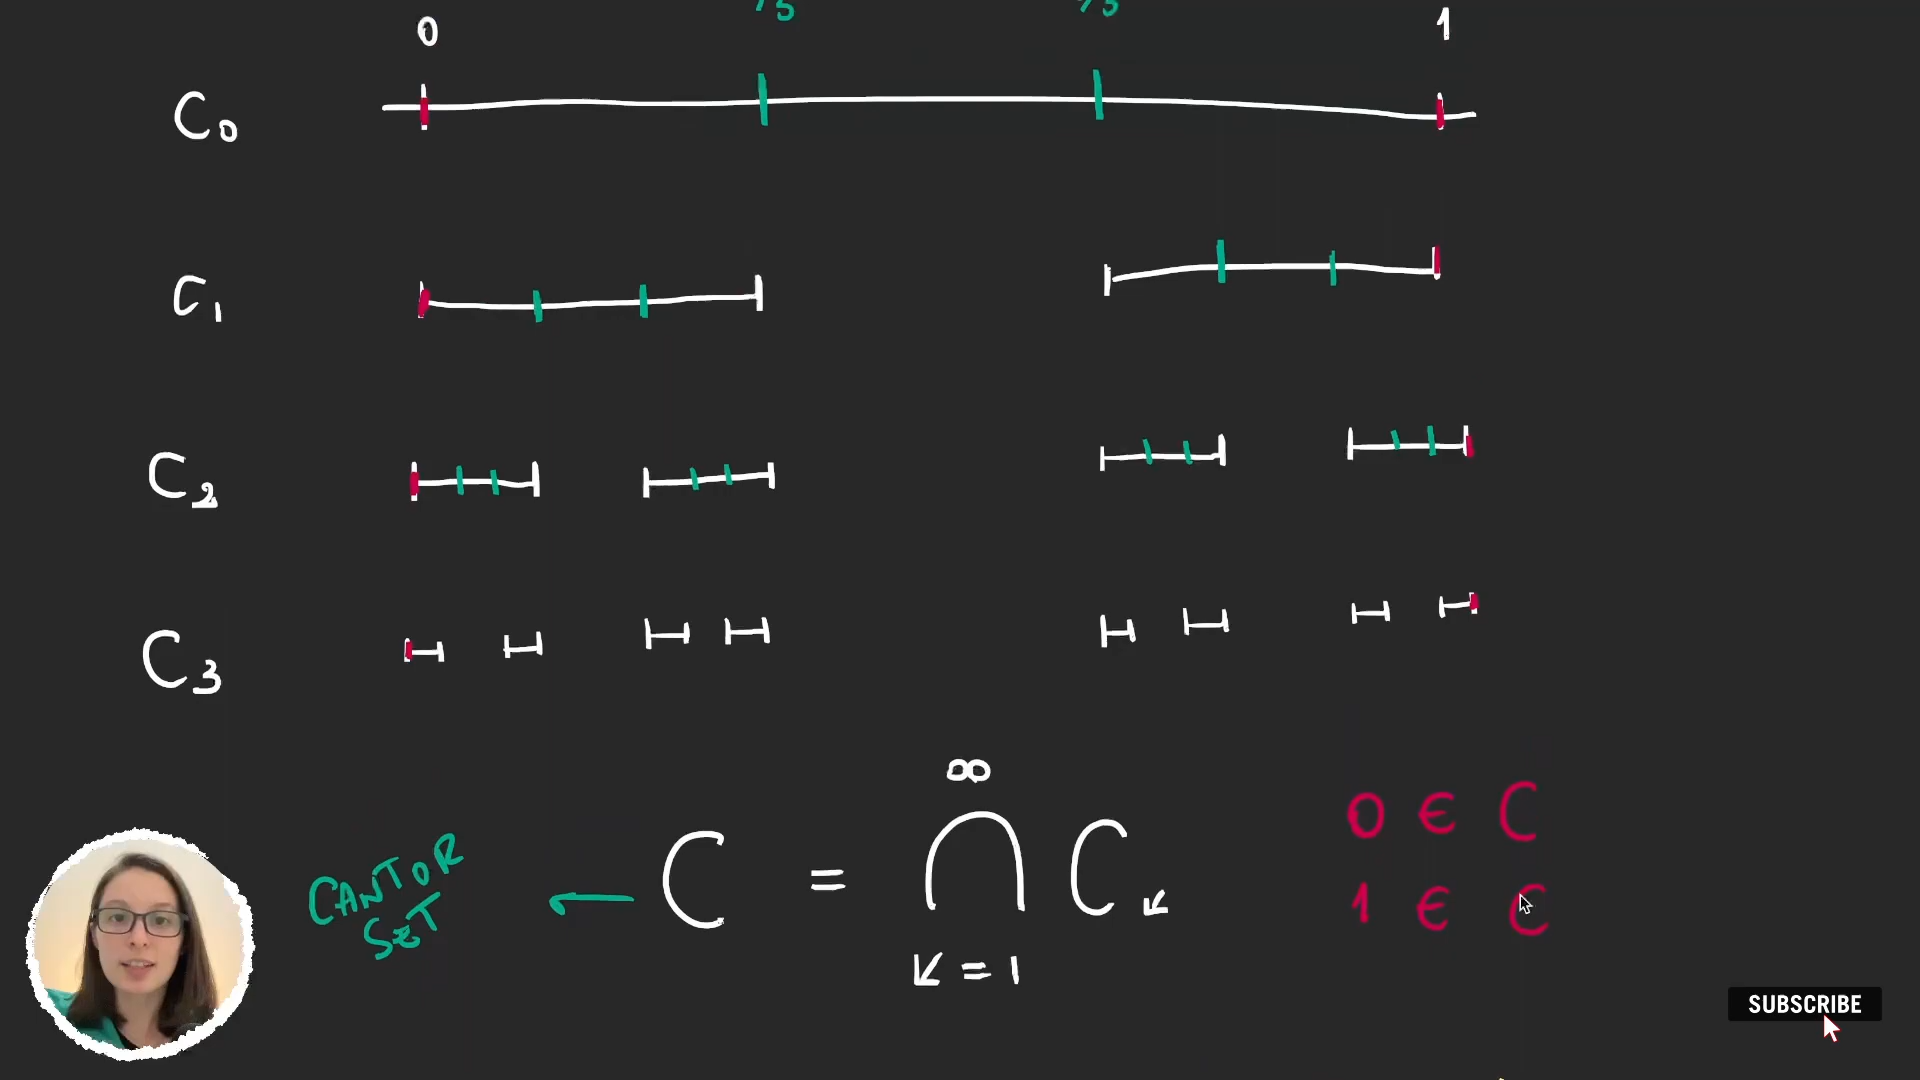 0 1
C₀
C₁
C₂
C₃
∞
CANTOR
SET ← C = ∩ Cₖ
k = 1
0 ∈ C
1 ∈ C
SUBSCRIBE